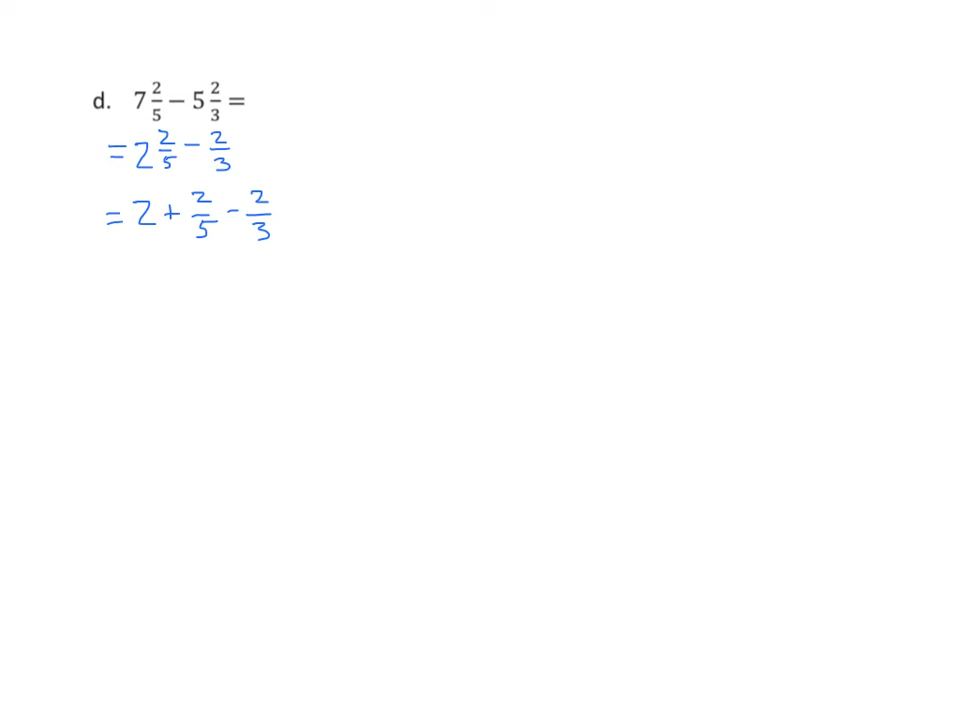 d. 7 2/5 − 5 2/3 =
= 2 2/5 − 2/3
= 2 + 2/5 − 2/3